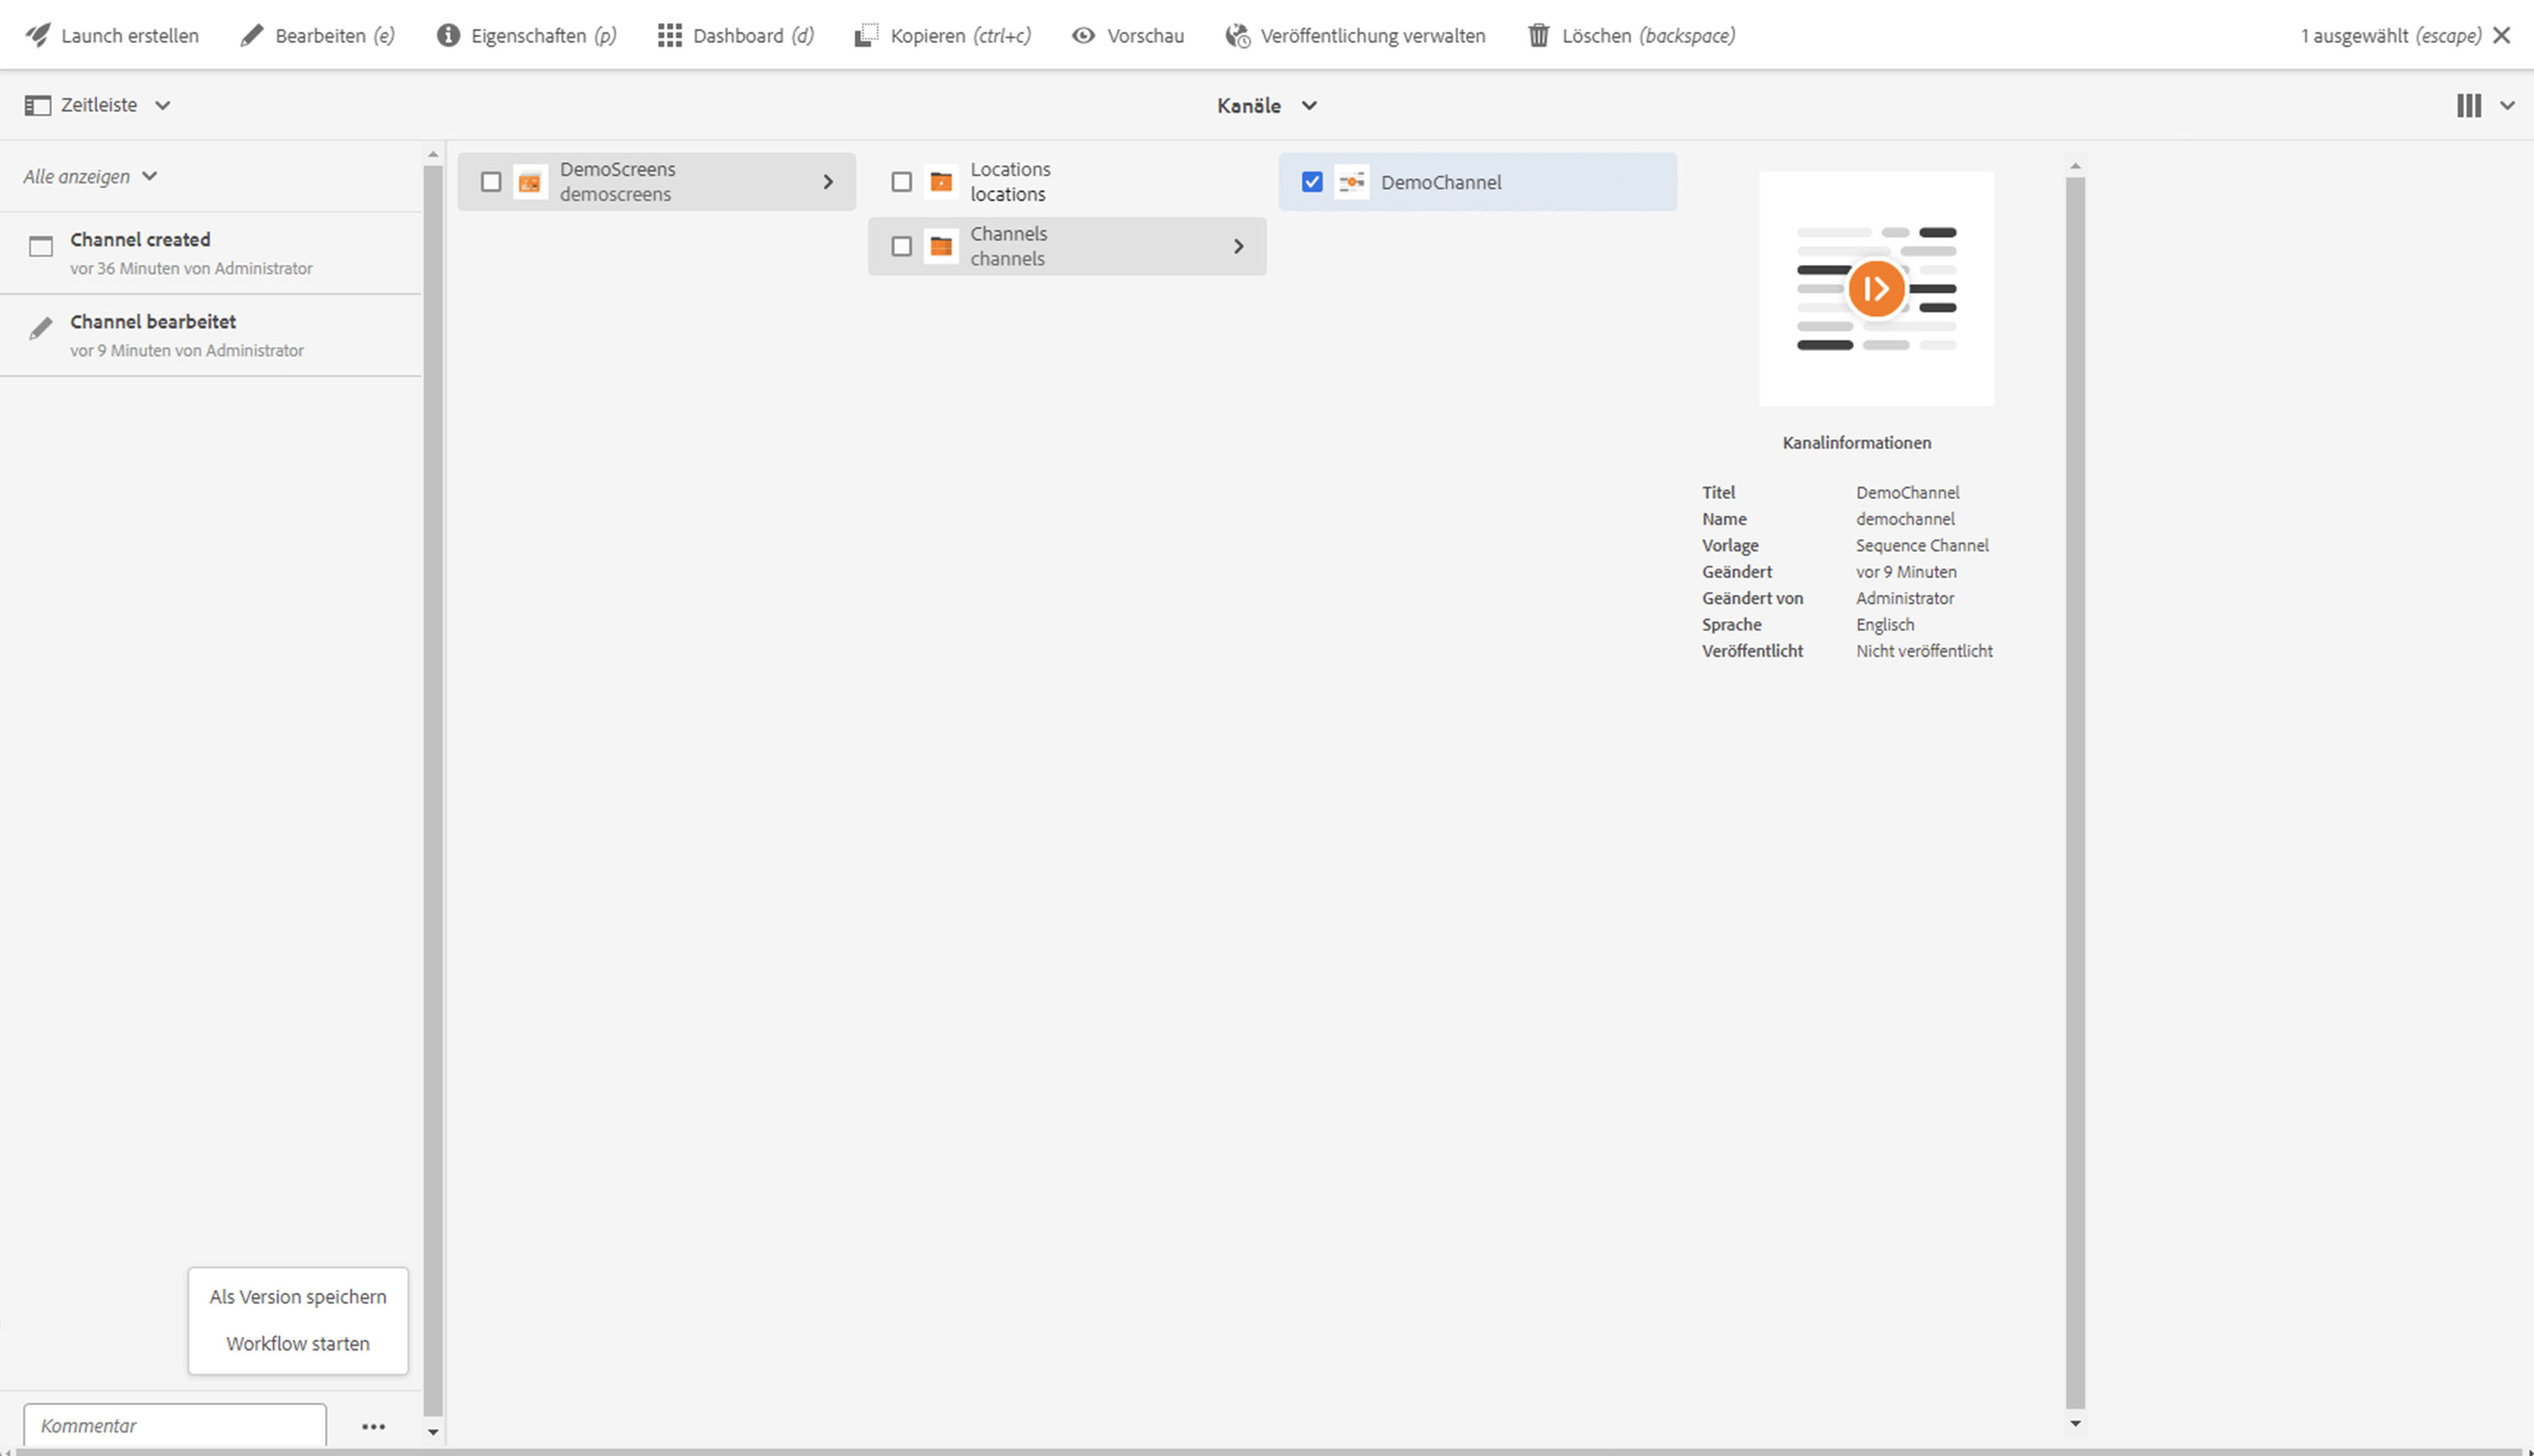 Launch erstellen Bearbeiten (e) Eigenschaften (p) Dashboard (d) Kopieren (ctrl+c) Vorschau Veröffentlichung verwalten Löschen (backspace) 1 ausgewählt (escape)
Zeitleiste Kanäle
Alle anzeigen
Channel created
vor 36 Minuten von Administrator
Channel bearbeitet
vor 9 Minuten von Administrator
DemoScreens
demoscreens
Locations
locations
Channels
channels
DemoChannel
Kanalinformationen
Titel DemoChannel
Name demochannel
Vorlage Sequence Channel
Geändert vor 9 Minuten
Geändert von Administrator
Sprache Englisch
Veröffentlicht Nicht veröffentlicht
Als Version speichern
Workflow starten
Kommentar